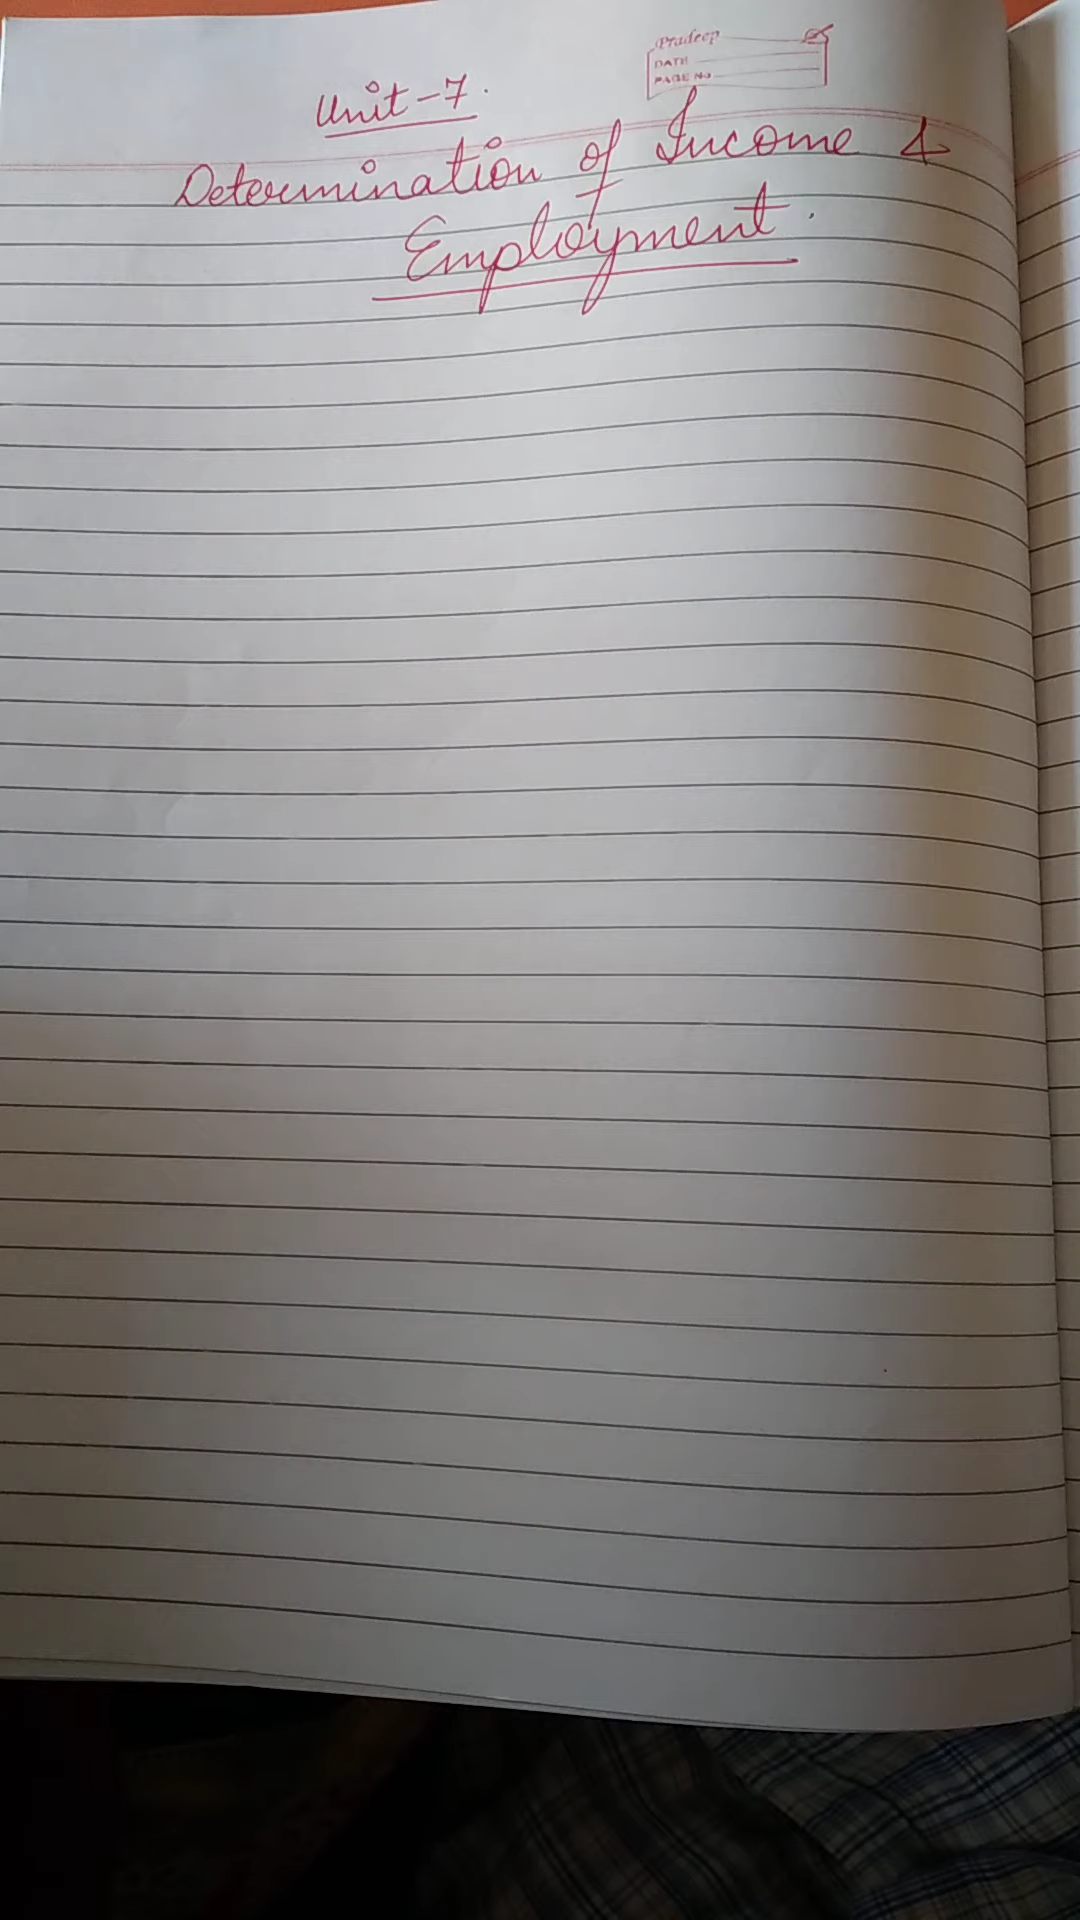 Pradeep
DATE
PAGE No
Unit-7.
Determination of Income &
Employment.